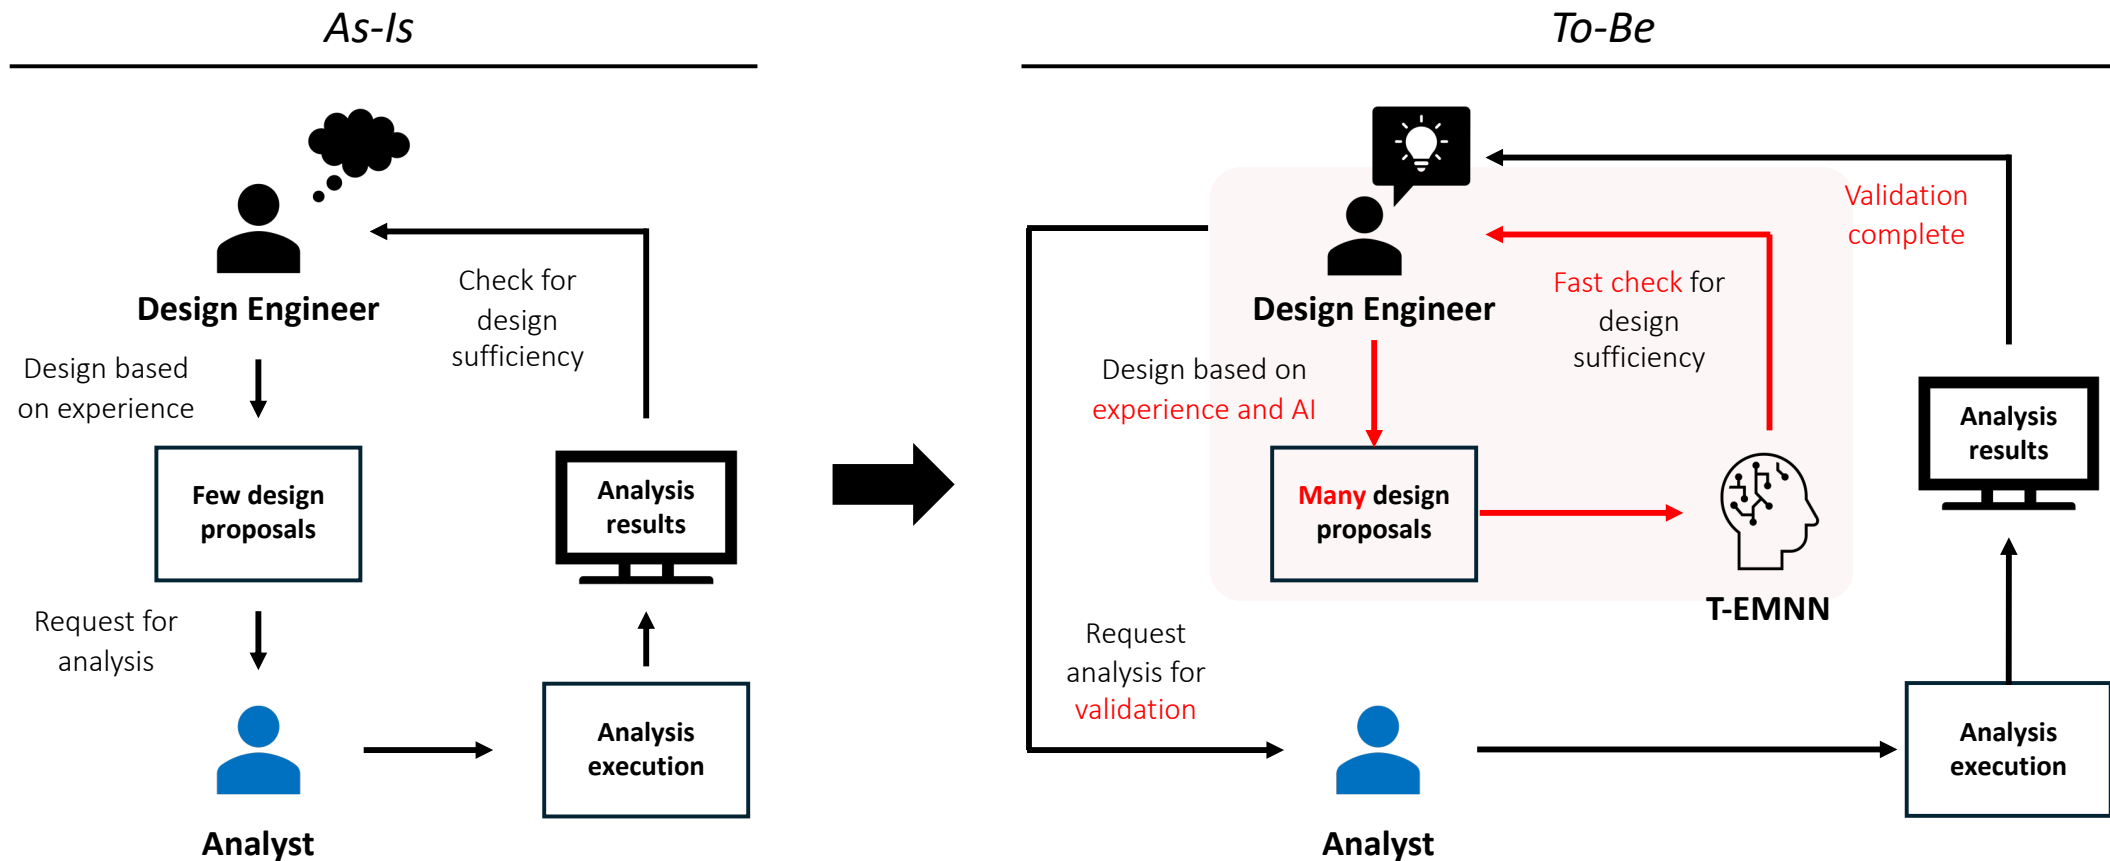 As-Is
Design Engineer
Check for
design
sufficiency
Design based
on experience
Few design
proposals
Analysis
results
Request for
analysis
Analysis
execution
Analyst
To-Be
Validation
complete
Design Engineer
Fast check for
design
sufficiency
Design based on
experience and AI
Many design
proposals
Analysis
results
T-EMNN
Request
analysis for
validation
Analysis
execution
Analyst